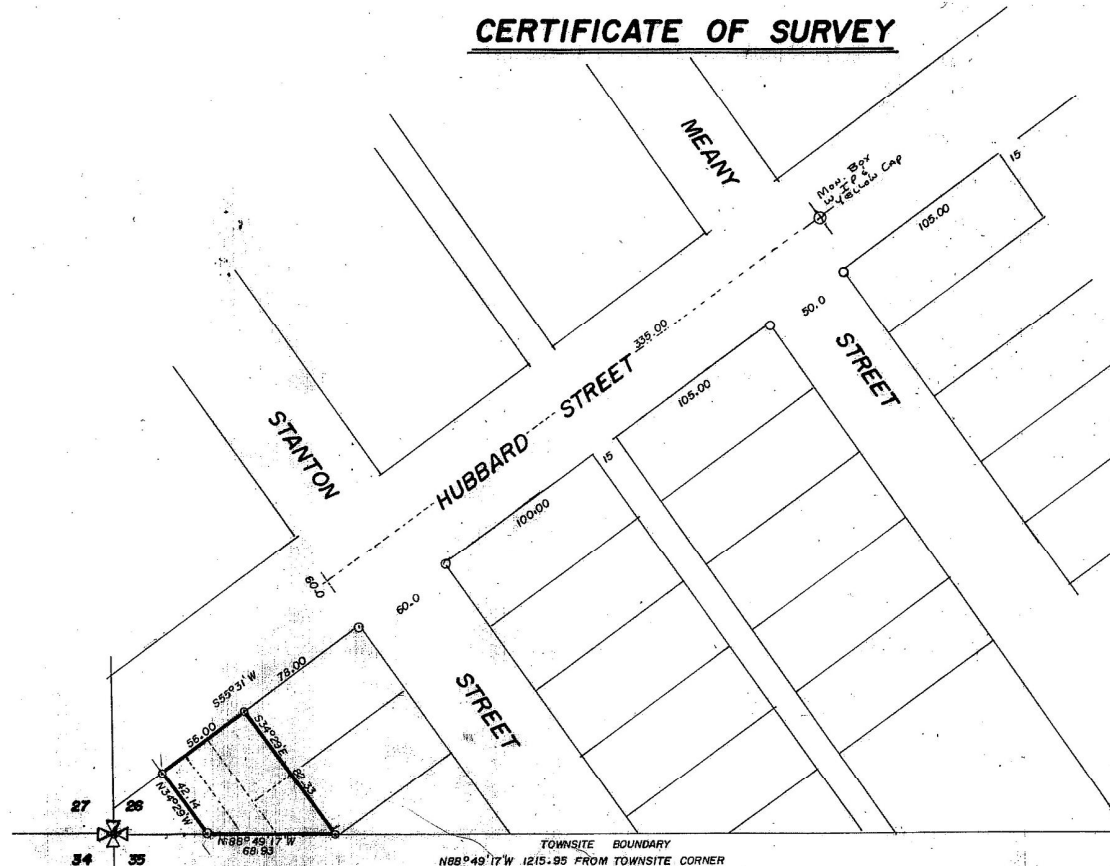 CERTIFICATE OF SURVEY
MEANY
MON. BOX
W I.P. &
YELLOW CAP
15
105.00
50.0
STREET
335.00
HUBBARD STREET
105.00
STANTON
15
100.00
60.0
60.0
STREET
78.00
S55°31'W
56.00
S34°29'E
82.33
42.14
N34°29'W
N88°49'17"W
68.93
27 26
34 35
TOWNSITE BOUNDARY
N88°49'17"W 1215.95 FROM TOWNSITE CORNER